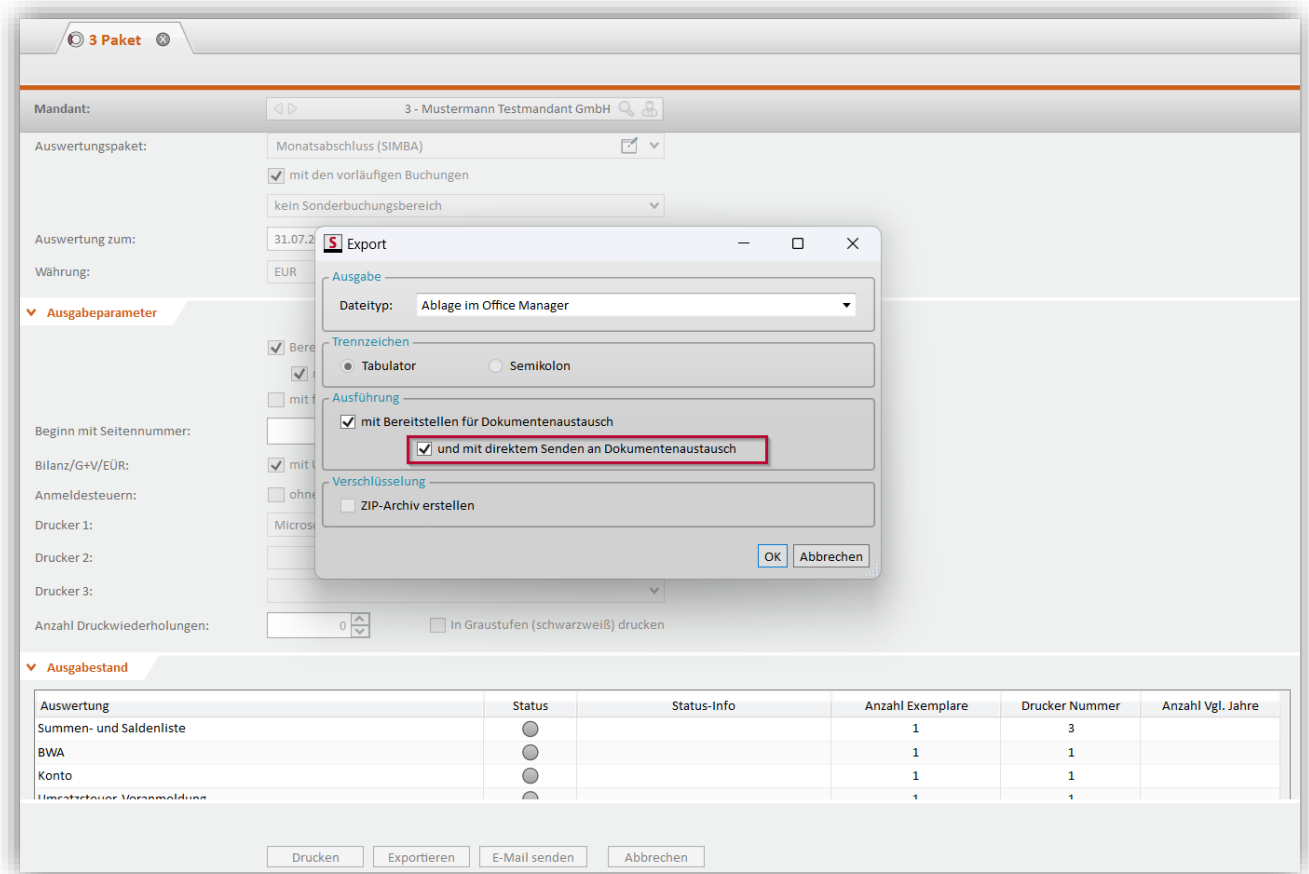 3 Paket
Mandant: 3 - Mustermann Testmandant GmbH
Auswertungspaket: Monatsabschluss (SIMBA)
mit den vorläufigen Buchungen
kein Sonderbuchungsbereich
Auswertung zum: 31.07.2
Währung: EUR
Ausgabeparameter
Bere
mit f
Beginn mit Seitennummer:
Bilanz/G+V/EÜR: mit U
Anmeldesteuern: ohne
Drucker 1: Microso
Drucker 2:
Drucker 3:
Anzahl Druckwiederholungen: 0 In Graustufen (schwarzweiß) drucken
S Export
Ausgabe
Dateityp: Ablage im Office Manager
Trennzeichen
Tabulator Semikolon
Ausführung
mit Bereitstellen für Dokumentenaustausch
und mit direktem Senden an Dokumentenaustausch
Verschlüsselung
ZIP-Archiv erstellen
OK Abbrechen
Ausgabestand
Auswertung Status Status-Info Anzahl Exemplare Drucker Nummer Anzahl Vgl. Jahre
Summen- und Saldenliste 1 3
BWA 1 1
Konto 1 1
Umsatzsteuer-Voranmeldung 1 1
Drucken Exportieren E-Mail senden Abbrechen